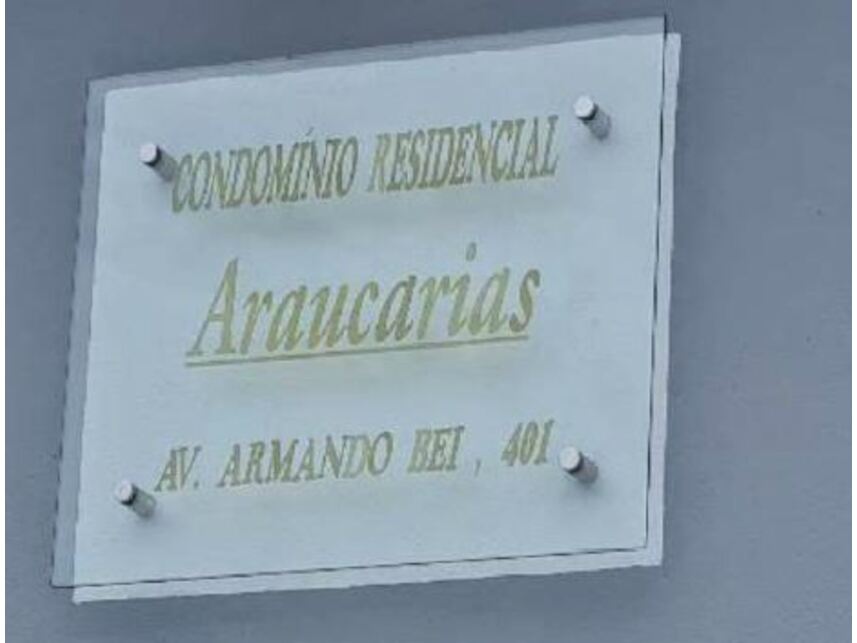 CONDOMÍNIO RESIDENCIAL
Araucarias
AV. ARMANDO BEI , 401